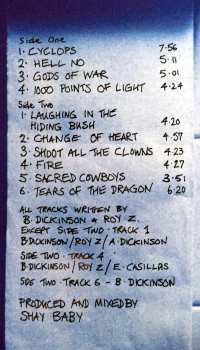 Side One
1· CYCLOPS 7·56
2· HELL NO 5·11
3· GODS OF WAR 5·01
4· 1000 POINTS OF LIGHT 4·24
Side Two
1· LAUGHING IN THE
HIDING BUSH 4·20
2· CHANGE OF HEART 4·57
3· SHOOT ALL THE CLOWNS 4·23
4· FIRE 4·27
5· SACRED COWBOYS 3·51
6· TEARS OF THE DRAGON 6·20
ALL TRACKS WRITTEN BY
B·DICKINSON & ROY Z.
EXCEPT SIDE TWO · TRACK 1
B DICKINSON/ROY Z/A·DICKINSON
SIDE TWO · TRACK 4
B DICKINSON/ROY Z/E·CASILLAS
SIDE TWO·TRACK 6 - B·DICKINSON
PRODUCED AND MIXED BY
SHAY BABY